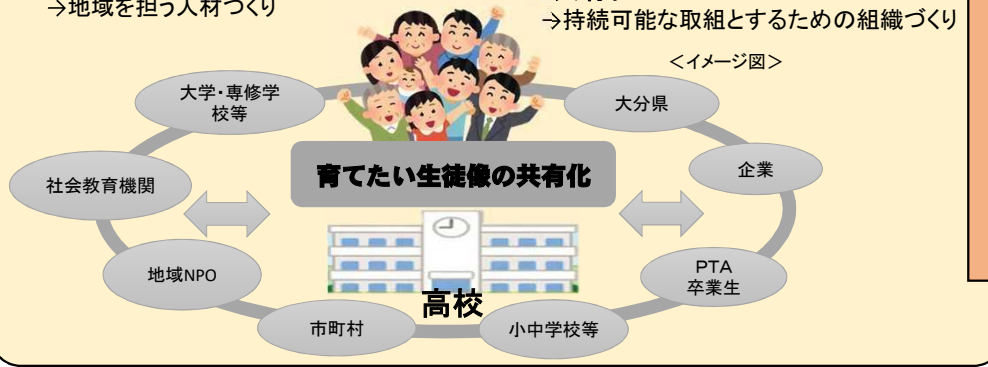 →地域を担う人材づくり
→持続可能な取組とするための組織づくり
<イメージ図>
大学・専修学
校等
大分県
育てたい生徒像の共有化
社会教育機関
企業
地域NPO
PTA
卒業生
高校
市町村
小中学校等